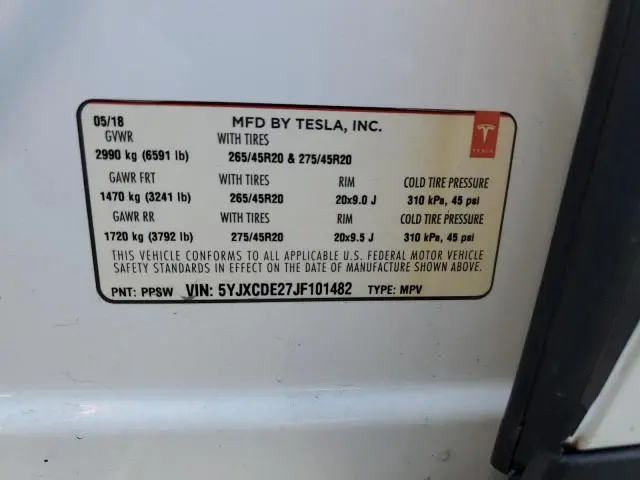 05/18 MFD BY TESLA, INC.
GVWR WITH TIRES
2990 kg (6591 lb) 265/45R20 & 275/45R20
TESLA
GAWR FRT WITH TIRES RIM COLD TIRE PRESSURE
1470 kg (3241 lb) 265/45R20 20x9.0 J 310 kPa, 45 psi
GAWR RR WITH TIRES RIM COLD TIRE PRESSURE
1720 kg (3792 lb) 275/45R20 20x9.5 J 310 kPa, 45 psi
THIS VEHICLE CONFORMS TO ALL APPLICABLE U.S. FEDERAL MOTOR VEHICLE
SAFETY STANDARDS IN EFFECT ON THE DATE OF MANUFACTURE SHOWN ABOVE.
PNT: PPSW VIN: 5YJXCDE27JF101482 TYPE: MPV